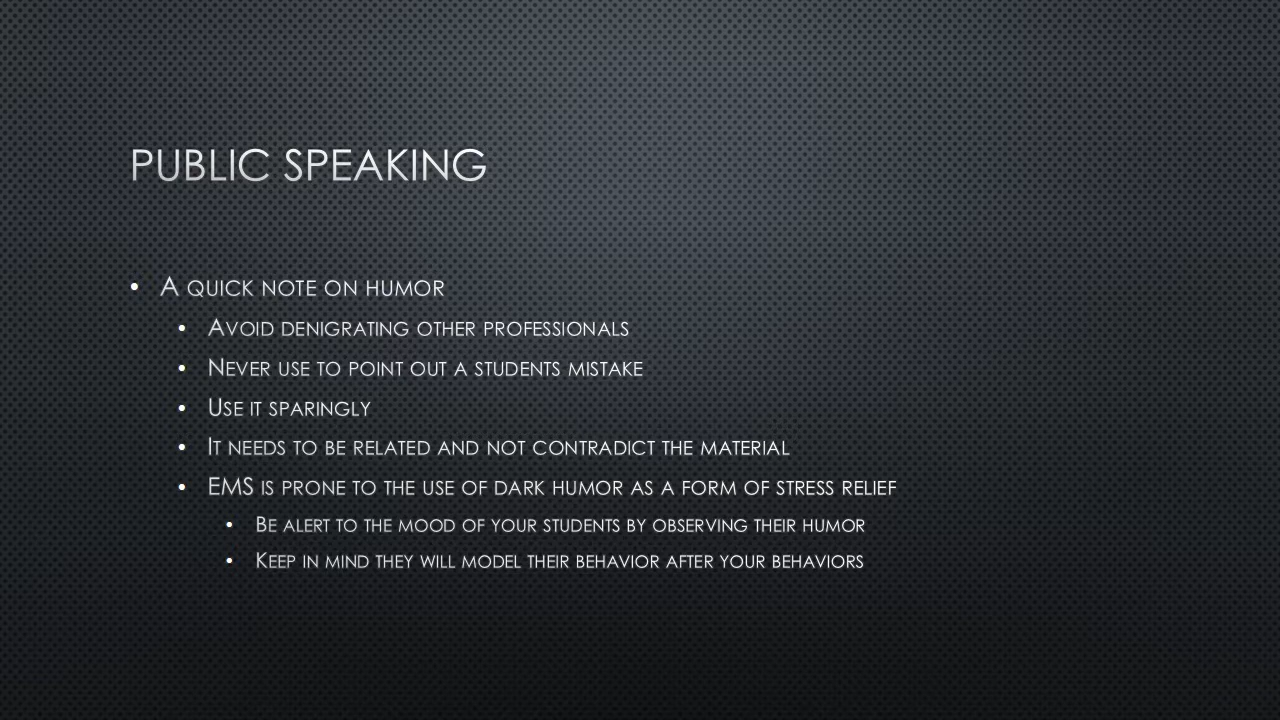 PUBLIC SPEAKING
• A QUICK NOTE ON HUMOR
• AVOID DENIGRATING OTHER PROFESSIONALS
• NEVER USE TO POINT OUT A STUDENTS MISTAKE
• USE IT SPARINGLY
• IT NEEDS TO BE RELATED AND NOT CONTRADICT THE MATERIAL
• EMS IS PRONE TO THE USE OF DARK HUMOR AS A FORM OF STRESS RELIEF
• BE ALERT TO THE MOOD OF YOUR STUDENTS BY OBSERVING THEIR HUMOR
• KEEP IN MIND THEY WILL MODEL THEIR BEHAVIOR AFTER YOUR BEHAVIORS